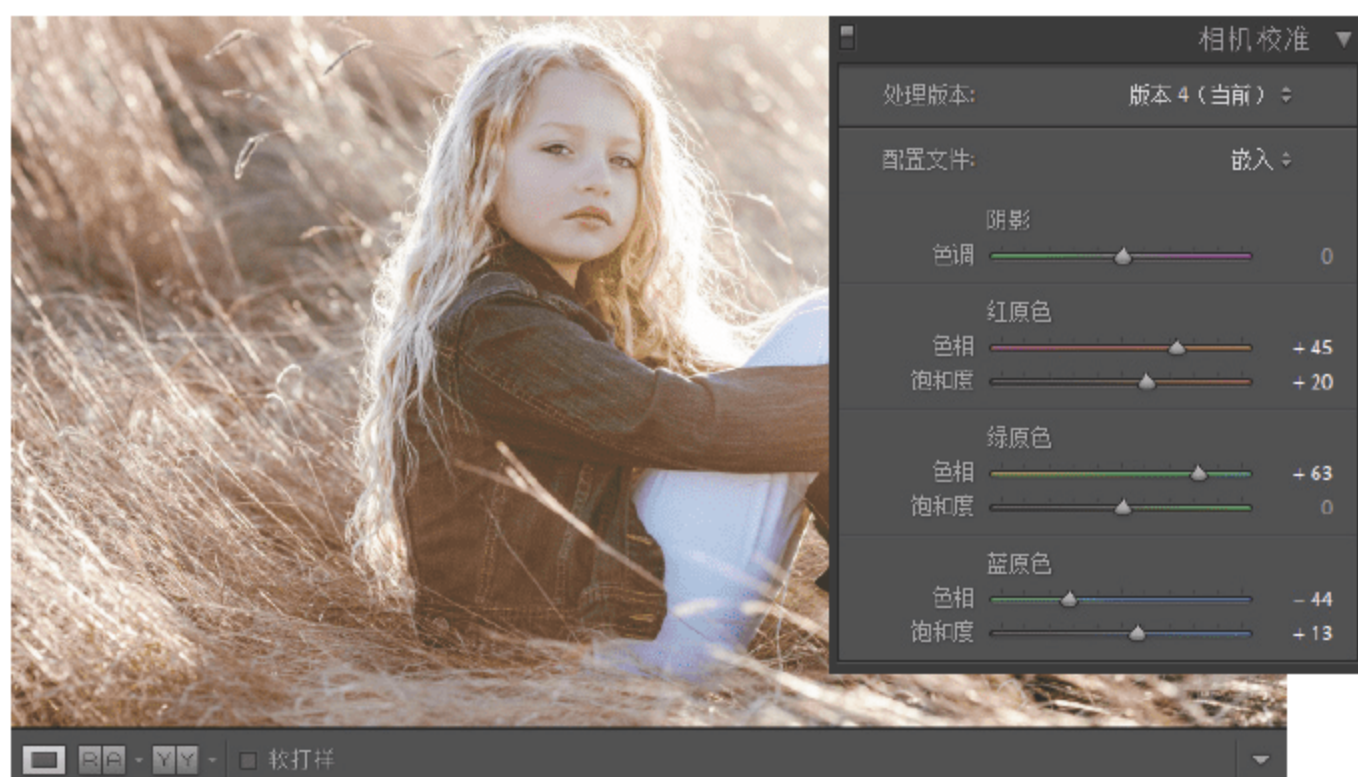 相机校准
处理版本: 版本 4（当前）
配置文件: 嵌入
阴影
色调 0
红原色
色相 + 45
饱和度 + 20
绿原色
色相 + 63
饱和度 0
蓝原色
色相 – 44
饱和度 + 13
R A Y Y 软打样